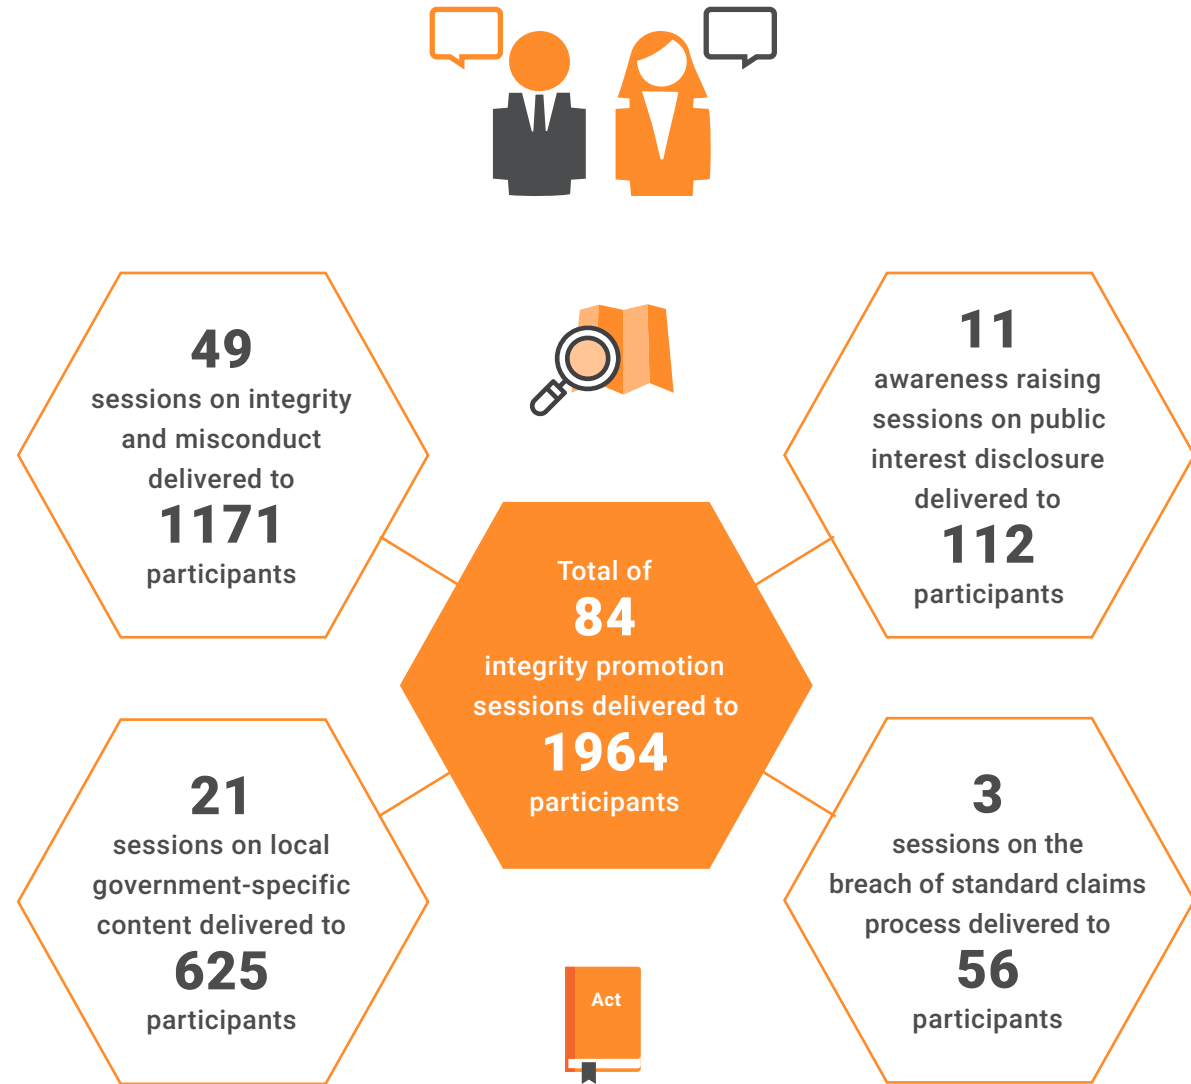 49
sessions on integrity
and misconduct
delivered to
1171
participants
11
awareness raising
sessions on public
interest disclosure
delivered to
112
participants
Total of
84
integrity promotion
sessions delivered to
1964
participants
21
sessions on local
government-specific
content delivered to
625
participants
3
sessions on the
breach of standard claims
process delivered to
56
participants
Act